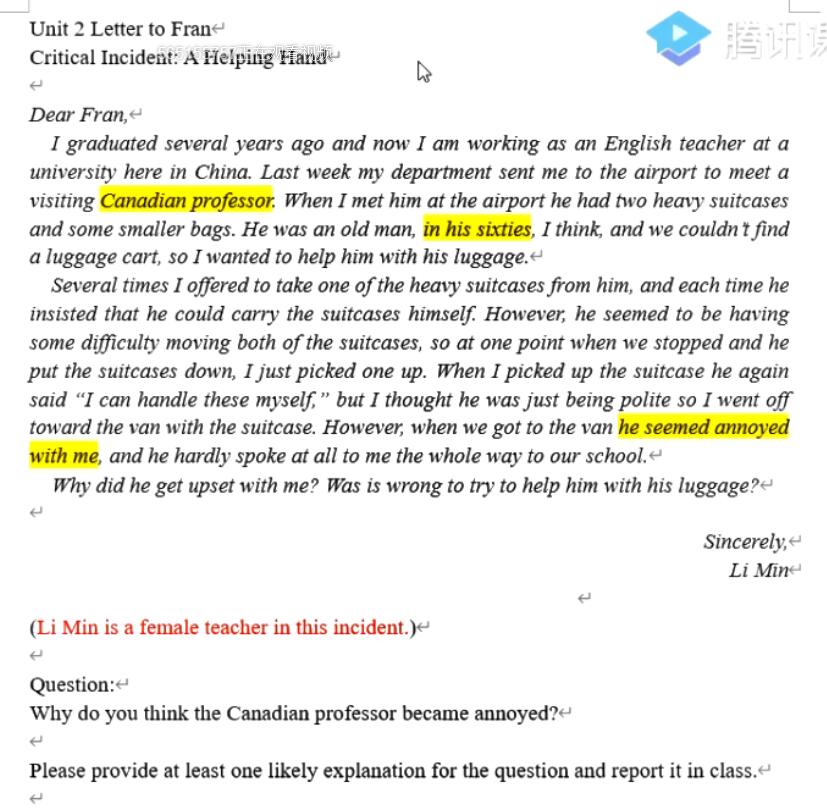 Unit 2 Letter to Fran
腾讯课
Critical Incident: A Helping Hand
Dear Fran,
I graduated several years ago and now I am working as an English teacher at a
university here in China. Last week my department sent me to the airport to meet a
visiting Canadian professor. When I met him at the airport he had two heavy suitcases
and some smaller bags. He was an old man, in his sixties, I think, and we couldn't find
a luggage cart, so I wanted to help him with his luggage.
Several times I offered to take one of the heavy suitcases from him, and each time he
insisted that he could carry the suitcases himself. However, he seemed to be having
some difficulty moving both of the suitcases, so at one point when we stopped and he
put the suitcases down, I just picked one up. When I picked up the suitcase he again
said “I can handle these myself,” but I thought he was just being polite so I went off
toward the van with the suitcase. However, when we got to the van he seemed annoyed
with me, and he hardly spoke at all to me the whole way to our school.
Why did he get upset with me? Was is wrong to try to help him with his luggage?
Sincerely,
Li Min
(Li Min is a female teacher in this incident.)
Question:
Why do you think the Canadian professor became annoyed?
Please provide at least one likely explanation for the question and report it in class.